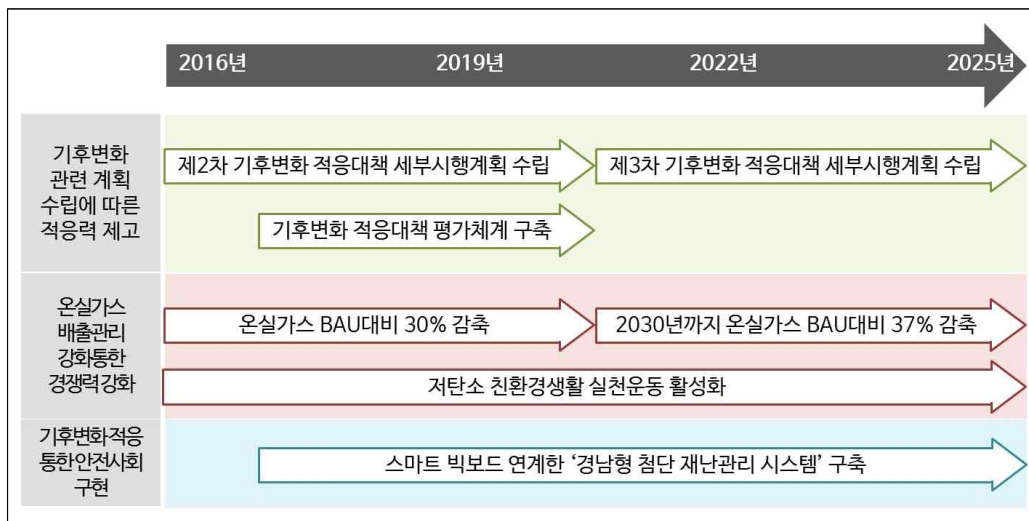 2016년 2019년 2022년 2025년
기후변화
관련 계획
수립에 따른
적응력 제고
제2차 기후변화 적응대책 세부시행계획 수립
제3차 기후변화 적응대책 세부시행계획 수립
기후변화 적응대책 평가체계 구축
온실가스
배출관리
강화통한
경쟁력강화
온실가스 BAU대비 30% 감축
2030년까지 온실가스 BAU대비 37% 감축
저탄소 친환경생활 실천운동 활성화
기후변화적응
통한안전사회
구현
스마트 빅보드 연계한 ‘경남형 첨단 재난관리 시스템’ 구축